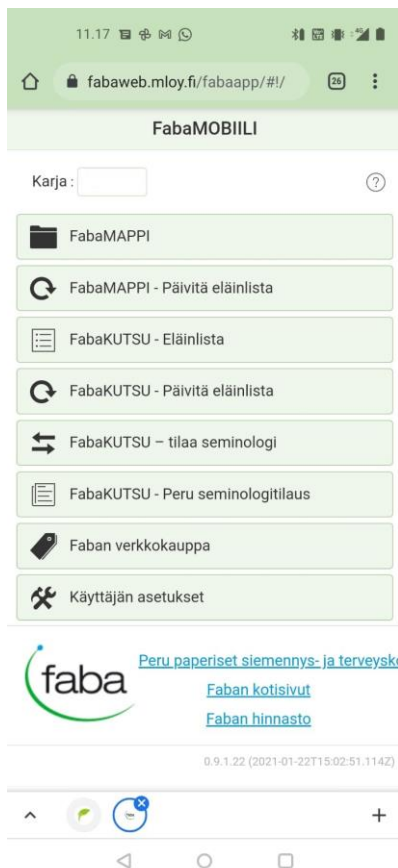 11.17
fabaweb.mloy.fi/fabaapp/#!/
26
FabaMOBIILI
Karja :
?
FabaMAPPI
FabaMAPPI - Päivitä eläinlista
FabaKUTSU - Eläinlista
FabaKUTSU - Päivitä eläinlista
FabaKUTSU – tilaa seminologi
FabaKUTSU - Peru seminologitilaus
Faban verkkokauppa
Käyttäjän asetukset
faba
Peru paperiset siemennys- ja terveysko
Faban kotisivut
Faban hinnasto
0.9.1.22 (2021-01-22T15:02:51.114Z)